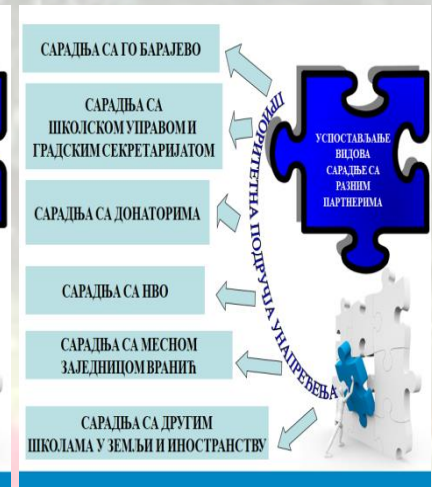 САРАДЊА СА ГО БАРАЈЕВО
САРАДЊА СА
ШКОЛСКОМ УПРАВОМ И
ГРАДСКИМ СЕКРЕТАРИЈАТОМ
САРАДЊА СА ДОНАТОРИМА
САРАДЊА СА НВО
САРАДЊА СА МЕСНОМ
ЗАЈЕДНИЦОМ ВРАНИЋ
САРАДЊА СА ДРУГИМ
ШКОЛАМА У ЗЕМЉИ И ИНОСТРАНСТВУ
ПРИОРИТЕТНА ПОДРУЧЈА УНАПРЕЂЕЊА
УСПОСТАВЉАЊЕ
ВИДОВА
САРАДЊЕ СА
РАЗНИМ
ПАРТНЕРИМА